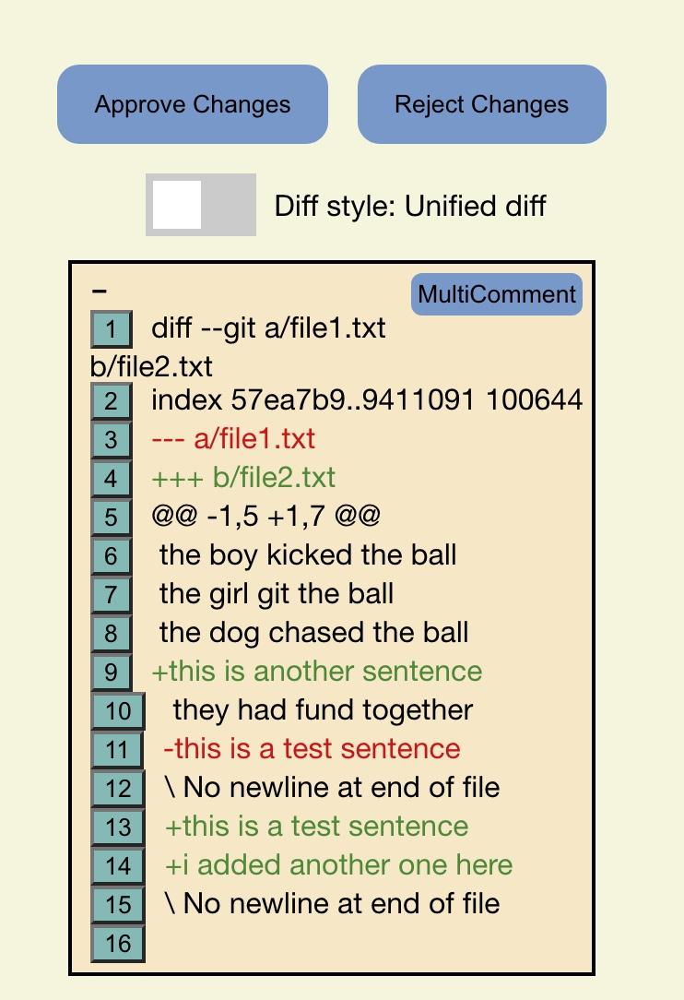 Approve Changes Reject Changes
Diff style: Unified diff
– MultiComment
1 diff --git a/file1.txt
b/file2.txt
2 index 57ea7b9..9411091 100644
3 --- a/file1.txt
4 +++ b/file2.txt
5 @@ -1,5 +1,7 @@
6 the boy kicked the ball
7 the girl git the ball
8 the dog chased the ball
9 +this is another sentence
10 they had fund together
11 -this is a test sentence
12 \ No newline at end of file
13 +this is a test sentence
14 +i added another one here
15 \ No newline at end of file
16